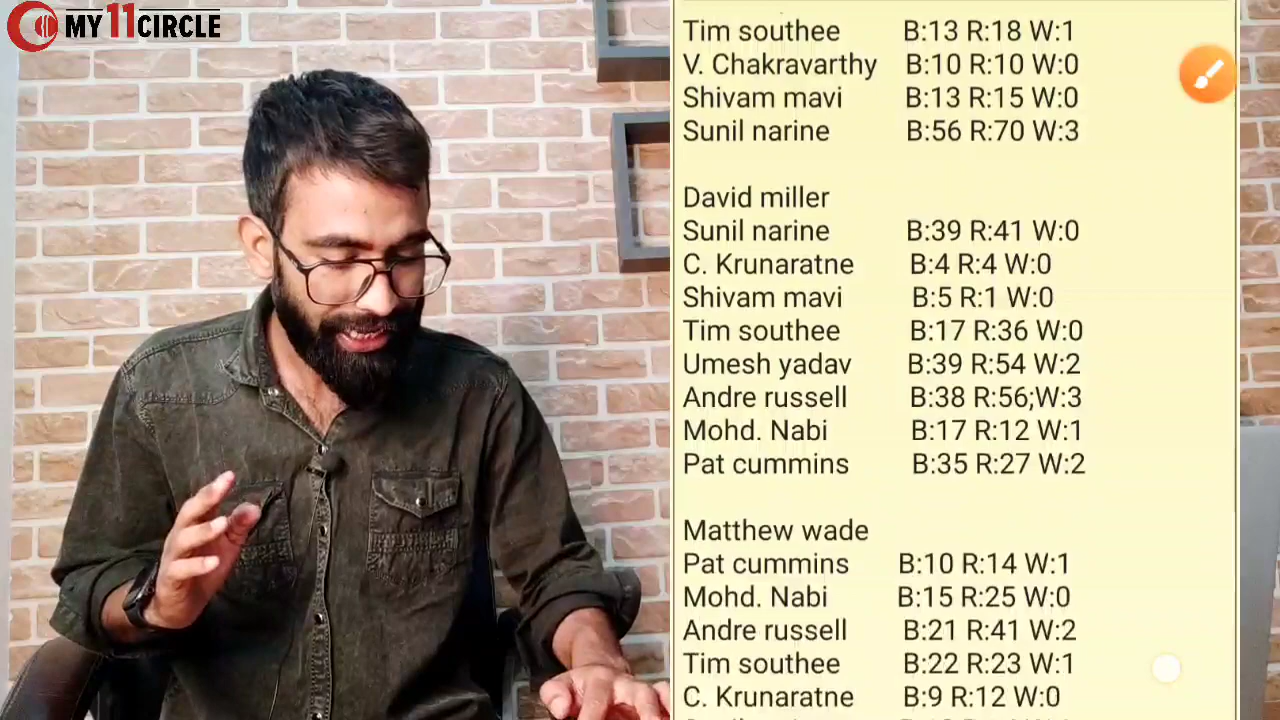 MY11CIRCLE
Tim southee B:13 R:18 W:1
V. Chakravarthy B:10 R:10 W:0
Shivam mavi B:13 R:15 W:0
Sunil narine B:56 R:70 W:3
David miller
Sunil narine B:39 R:41 W:0
C. Krunaratne B:4 R:4 W:0
Shivam mavi B:5 R:1 W:0
Tim southee B:17 R:36 W:0
Umesh yadav B:39 R:54 W:2
Andre russell B:38 R:56;W:3
Mohd. Nabi B:17 R:12 W:1
Pat cummins B:35 R:27 W:2
Matthew wade
Pat cummins B:10 R:14 W:1
Mohd. Nabi B:15 R:25 W:0
Andre russell B:21 R:41 W:2
Tim southee B:22 R:23 W:1
C. Krunaratne B:9 R:12 W:0